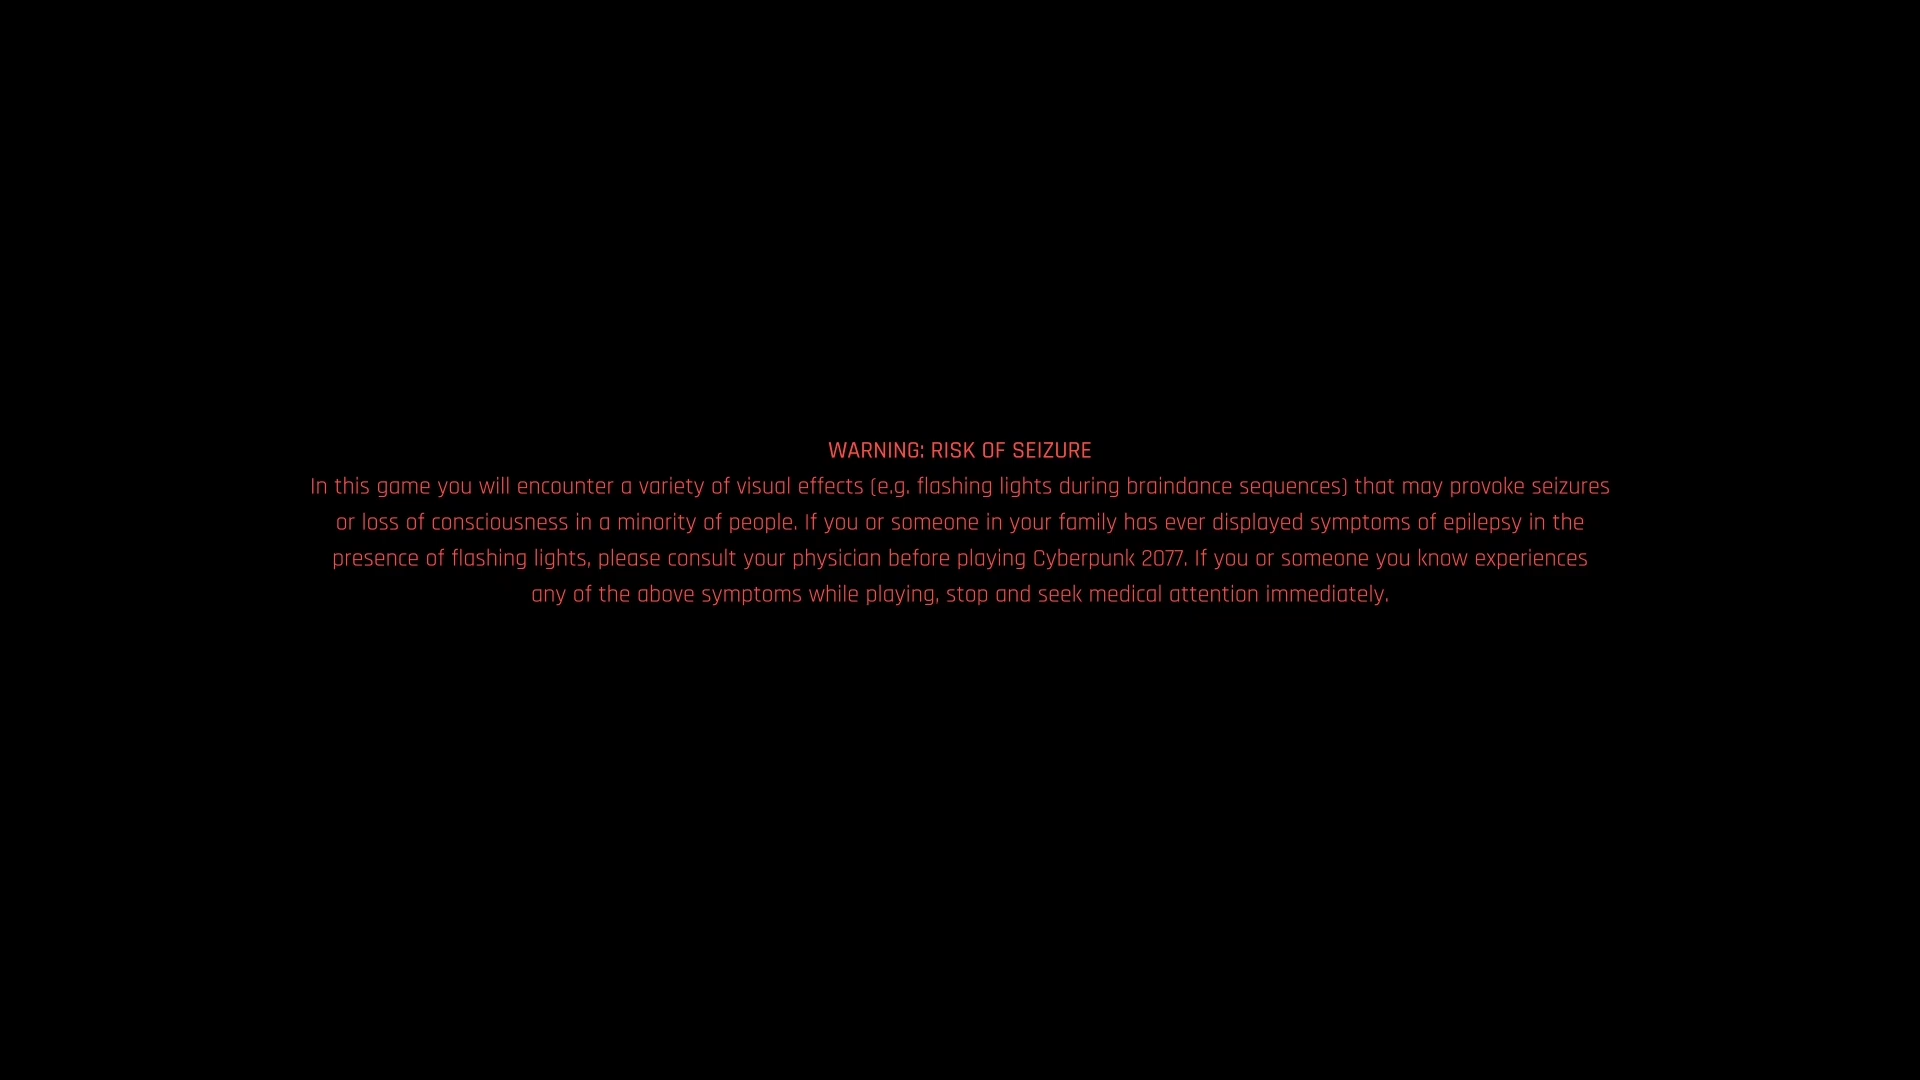 WARNING: RISK OF SEIZURE
In this game you will encounter a variety of visual effects (e.g. flashing lights during braindance sequences) that may provoke seizures
or loss of consciousness in a minority of people. If you or someone in your family has ever displayed symptoms of epilepsy in the
presence of flashing lights, please consult your physician before playing Cyberpunk 2077. If you or someone you know experiences
any of the above symptoms while playing, stop and seek medical attention immediately.